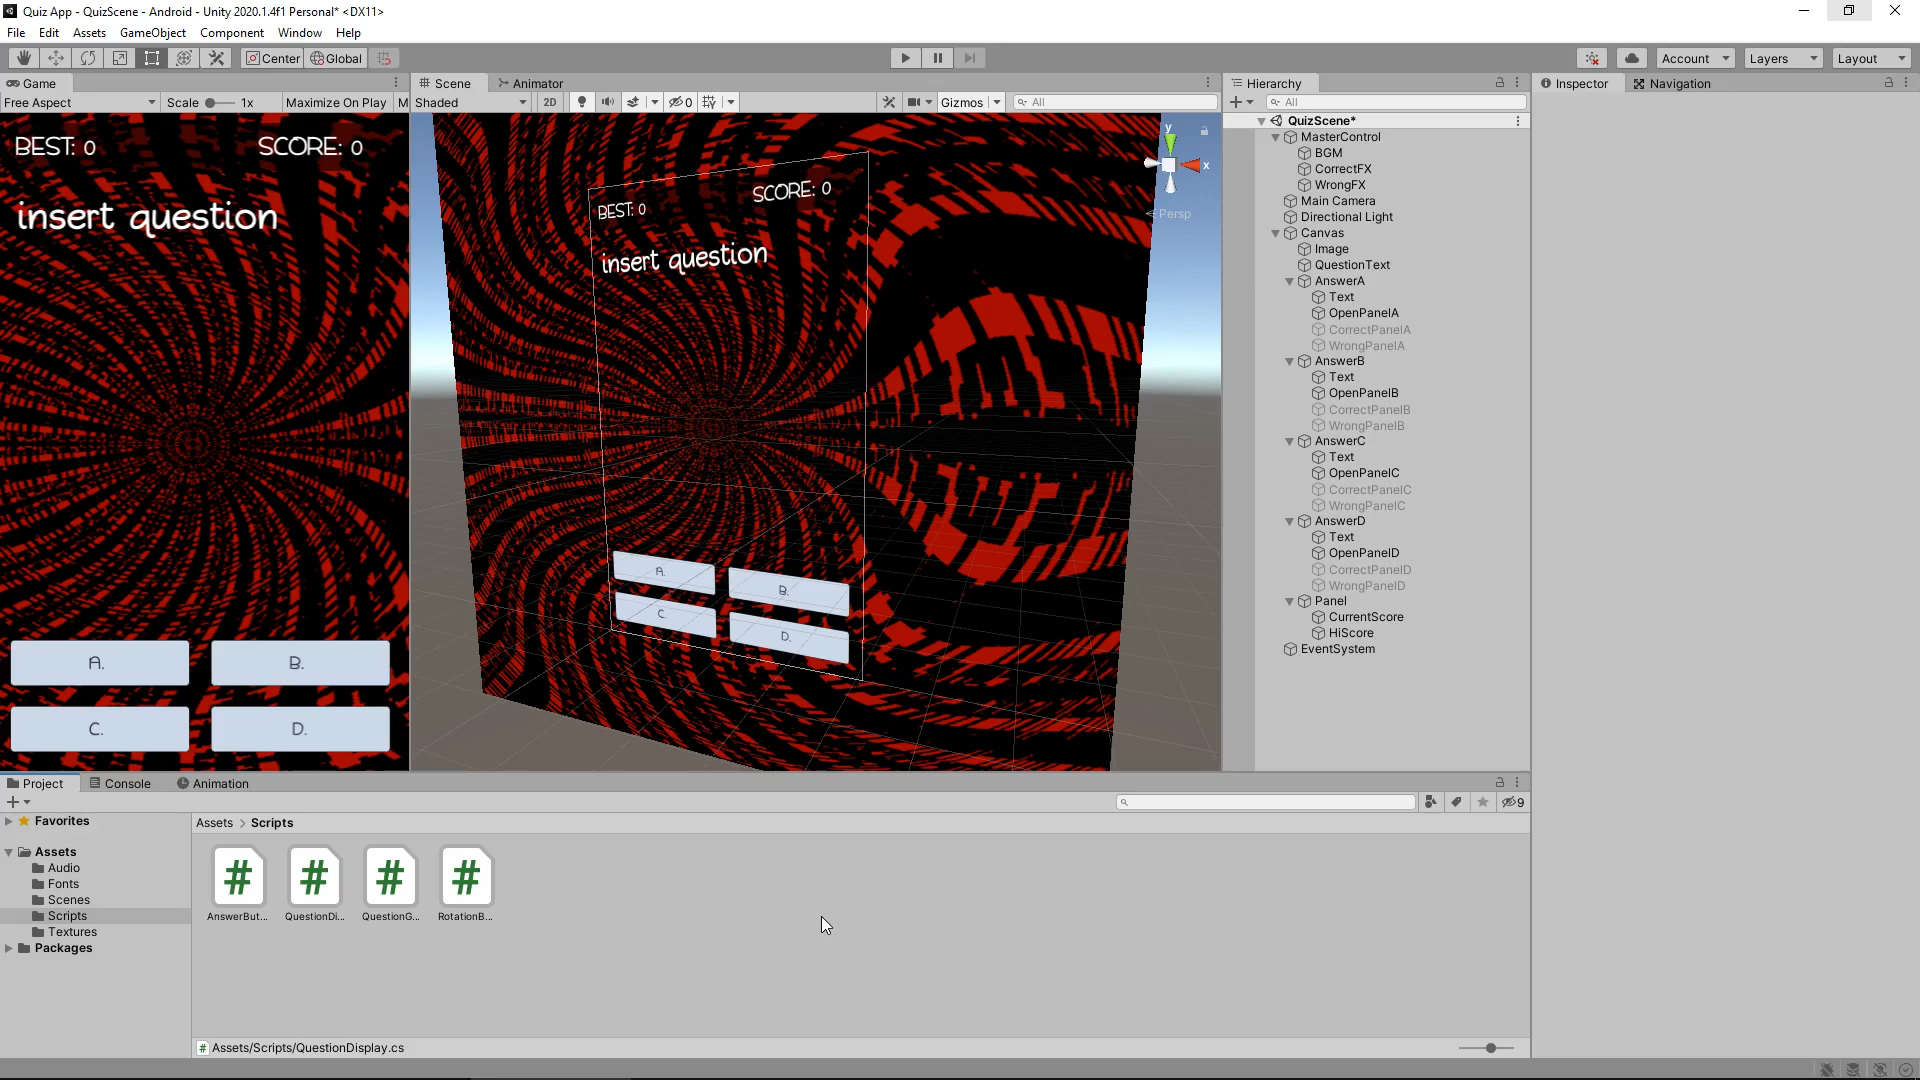 Quiz App - QuizScene - Android - Unity 2020.1.4f1 Personal* <DX11>
File Edit Assets GameObject Component Window Help
Center Global Account Layers Layout
Game
Free Aspect Scale 1x Maximize On Play M
BEST: 0 SCORE: 0
insert question
A. B.
C. D.
Scene Animator
Shaded 2D 0 Gizmos All
y
x
Persp
BEST: 0 SCORE: 0
insert question
A. B.
C. D.
Hierarchy
All
QuizScene*
MasterControl
BGM
CorrectFX
WrongFX
Main Camera
Directional Light
Canvas
Image
QuestionText
AnswerA
Text
OpenPanelA
CorrectPanelA
WrongPanelA
AnswerB
Text
OpenPanelB
CorrectPanelB
WrongPanelB
AnswerC
Text
OpenPanelC
CorrectPanelC
WrongPanelC
AnswerD
Text
OpenPanelD
CorrectPanelD
WrongPanelD
Panel
CurrentScore
HiScore
EventSystem
Inspector Navigation
Project Console Animation
9
Favorites
Assets
Audio
Fonts
Scenes
Scripts
Textures
Packages
Assets > Scripts
AnswerBut... QuestionDi... QuestionG... RotationB...
Assets/Scripts/QuestionDisplay.cs